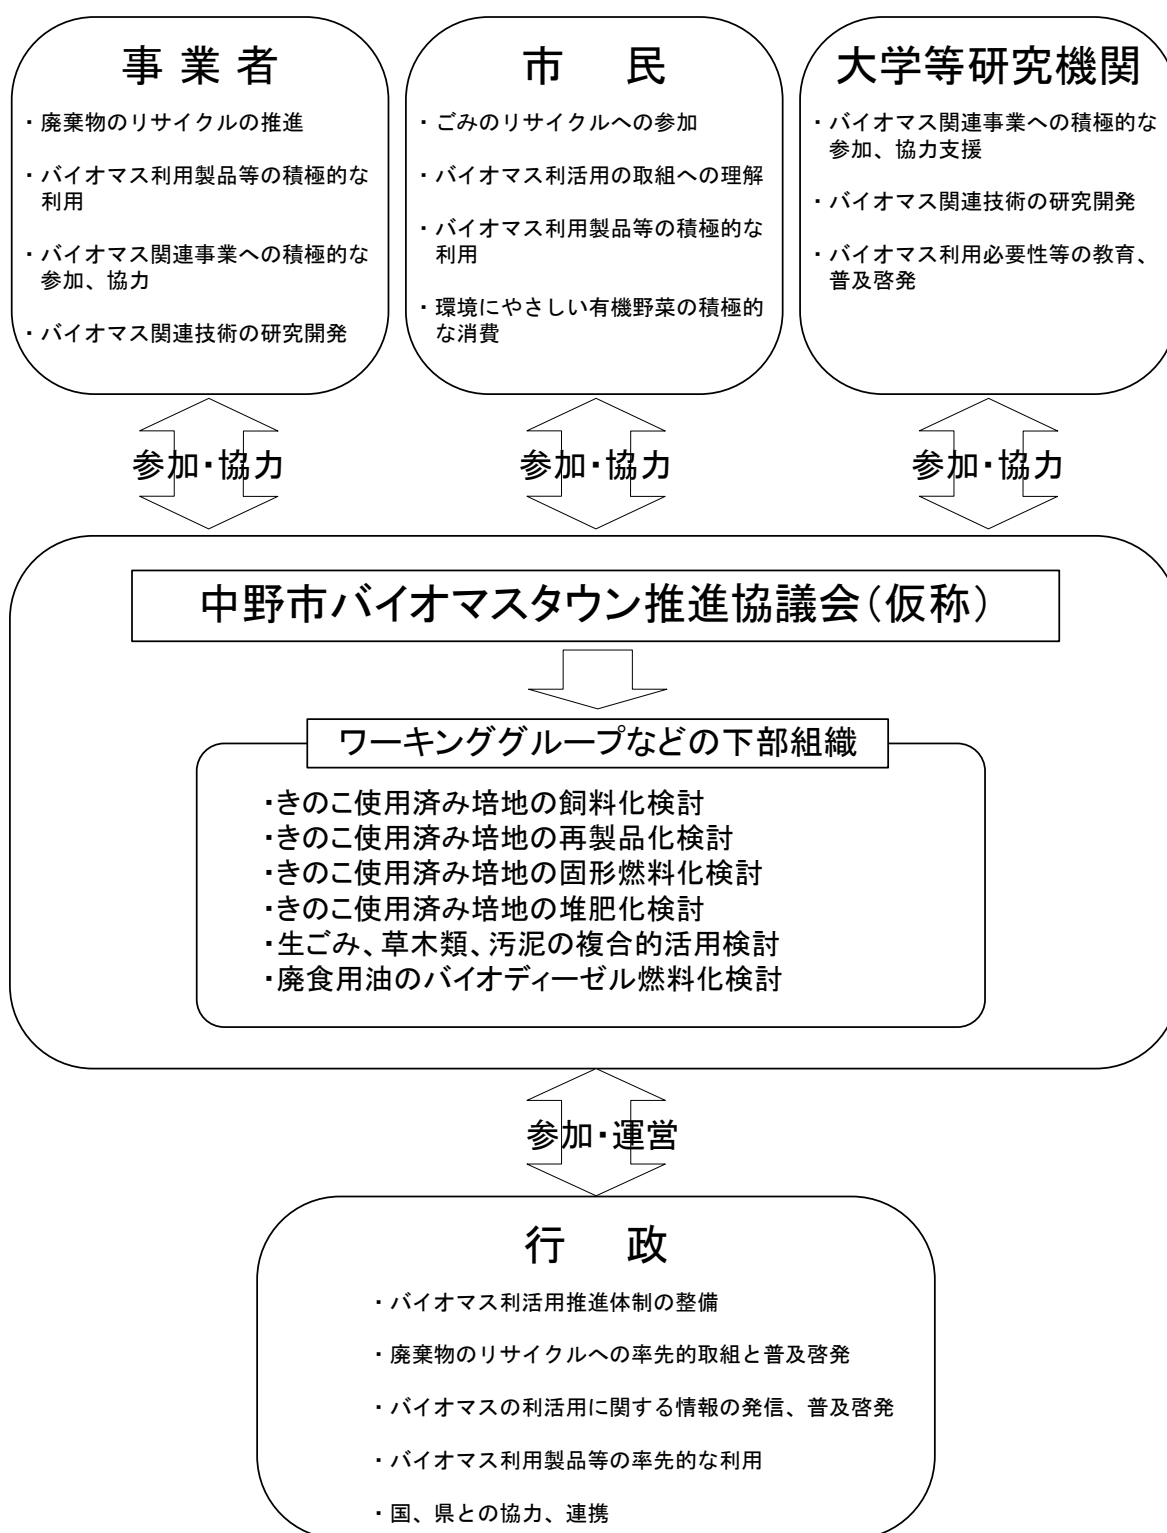 事 業 者
・廃棄物のリサイクルの推進
・バイオマス利用製品等の積極的な
利用
・バイオマス関連事業への積極的な
参加、協力
・バイオマス関連技術の研究開発
市 民
・ごみのリサイクルへの参加
・バイオマス利活用の取組への理解
・バイオマス利用製品等の積極的な
利用
・環境にやさしい有機野菜の積極的
な消費
大学等研究機関
・バイオマス関連事業への積極的な
参加、協力支援
・バイオマス関連技術の研究開発
・バイオマス利用必要性等の教育、
普及啓発
参加・協力
参加・協力
参加・協力
中野市バイオマスタウン推進協議会(仮称)
ワーキンググループなどの下部組織
・きのこ使用済み培地の飼料化検討
・きのこ使用済み培地の再製品化検討
・きのこ使用済み培地の固形燃料化検討
・きのこ使用済み培地の堆肥化検討
・生ごみ、草木類、汚泥の複合的活用検討
・廃食用油のバイオディーゼル燃料化検討
参加・運営
行 政
・バイオマス利活用推進体制の整備
・廃棄物のリサイクルへの率先的取組と普及啓発
・バイオマスの利活用に関する情報の発信、普及啓発
・バイオマス利用製品等の率先的な利用
・国、県との協力、連携